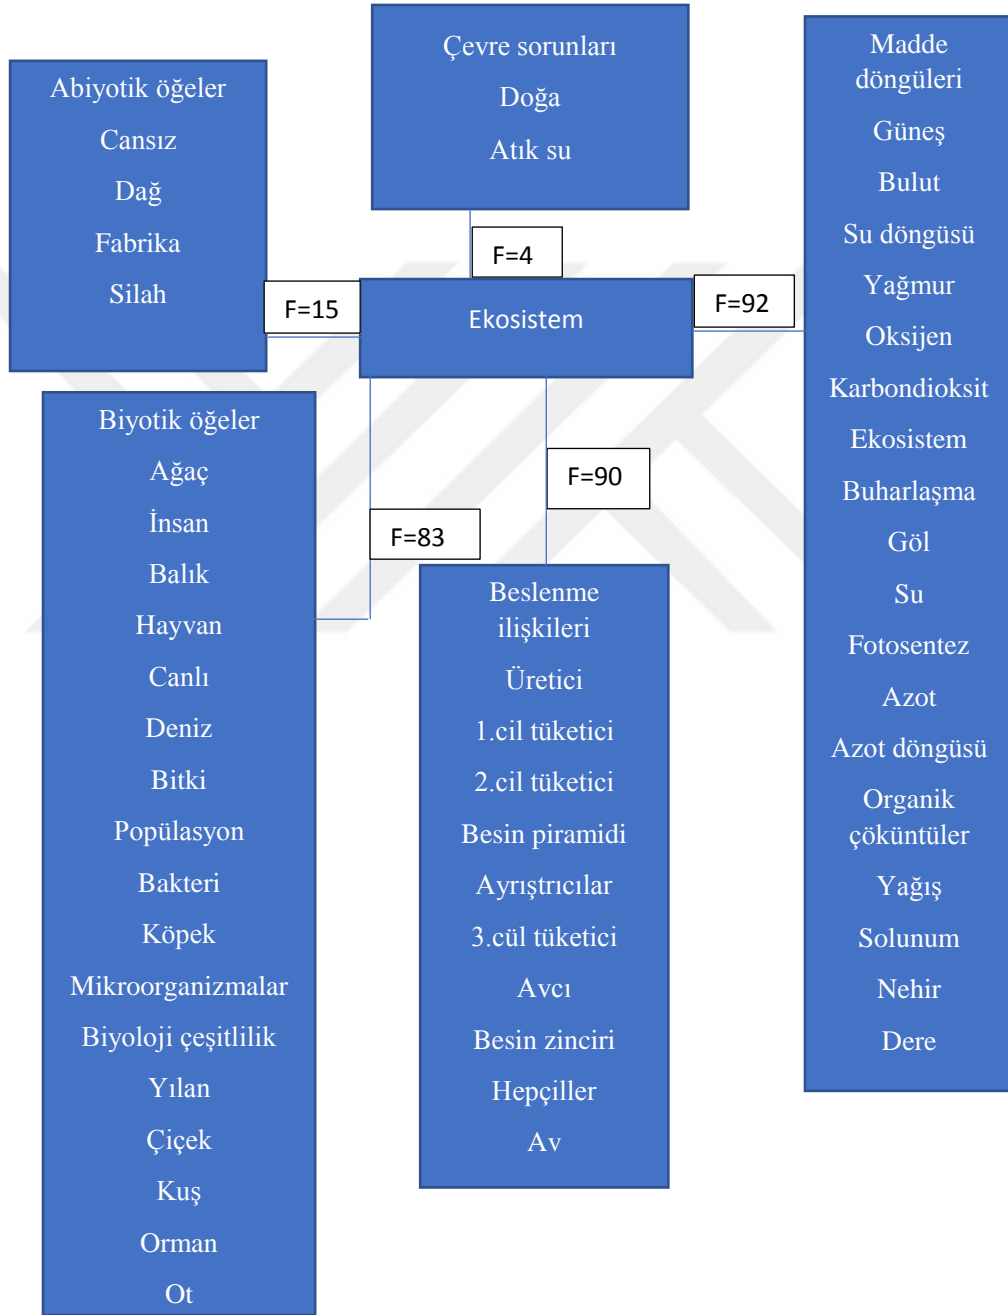 Çevre sorunları
Doğa
Atık su
Abiyotik öğeler
Cansız
Dağ
Fabrika
Silah
Madde
döngüleri
Güneş
Bulut
Su döngüsü
Yağmur
Oksijen
Karbondioksit
Ekosistem
Buharlaşma
Göl
Su
Fotosentez
Azot
Azot döngüsü
Organik
çöküntüler
Yağış
Solunum
Nehir
Dere
F=4
F=15
Ekosistem
F=92
F=83
F=90
Biyotik öğeler
Ağaç
İnsan
Balık
Hayvan
Canlı
Deniz
Bitki
Popülasyon
Bakteri
Köpek
Mikroorganizmalar
Biyoloji çeşitlilik
Yılan
Çiçek
Kuş
Orman
Ot
Beslenme
ilişkileri
Üretici
1.cil tüketici
2.cil tüketici
Besin piramidi
Ayrıştrıcılar
3.cül tüketici
Avcı
Besin zinciri
Hepçiller
Av